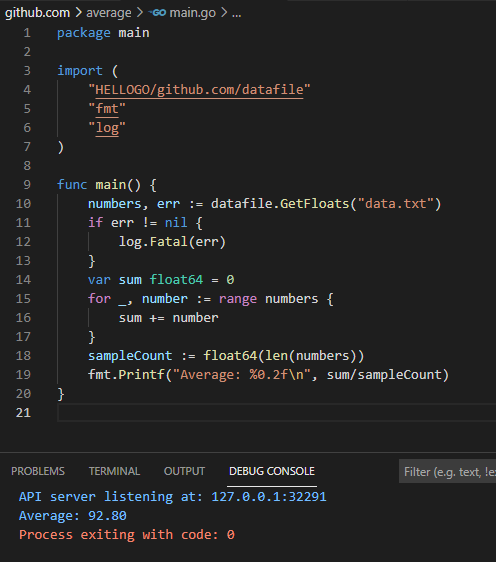 github.com > average > main.go > ...
1 package main
2
3 import (
4     "HELLOGO/github.com/datafile"
5     "fmt"
6     "log"
7 )
8
9 func main() {
10     numbers, err := datafile.GetFloats("data.txt")
11     if err != nil {
12         log.Fatal(err)
13     }
14     var sum float64 = 0
15     for _, number := range numbers {
16         sum += number
17     }
18     sampleCount := float64(len(numbers))
19     fmt.Printf("Average: %0.2f\n", sum/sampleCount)
20 }
21
PROBLEMS TERMINAL OUTPUT DEBUG CONSOLE Filter (e.g. text, !e
API server listening at: 127.0.0.1:32291
Average: 92.80
Process exiting with code: 0